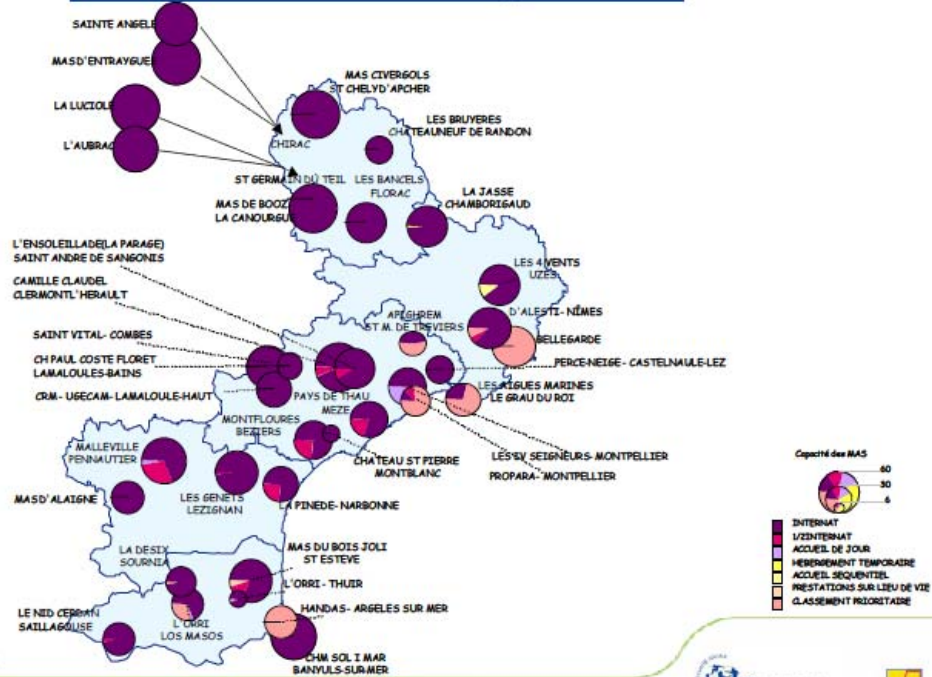 SAINTE ANGELE
MAS D'ENTRAYGUES
LA LUCIOLE
L'AUBRAC
MAS CIVERGOLS
ST CHELY D'APCHER
CHIRAC
LES BRUYERES
CHATEAUNEUF DE RANDON
ST GERMAIN DU TEIL
LES BANCELS
FLORAC
MAS DE BOOZ
LA CANOURGUE
LA JASSE
CHAMBORIGAUD
L'ENSOLEILLADE(LA PARAGE)
SAINT ANDRE DE SANGONIS
CAMILLE CLAUDEL
CLERMONT L'HERAULT
SAINT VITAL- COMBES
CH PAUL COSTE FLORET
LAMALOULES-BAINS
CRM- UGECAM- LAMALOULE-HAUT
LES 4 VENTS
UZES
D'ALESTI- NÎMES
BELLEGARDE
APIGHREM
ST M. DE TREVIERS
PERCE-NEIGE- CASTELNAULE-LEZ
LES AIGUES MARINES
LE GRAU DU ROI
PAYS DE THAU
MEZE
MONTFLOURES
BEZIERS
CHATEAU ST PIERRE
MONTBLANC
SEIGNEURS- MONTPELLIER
PROPARA- MONTPELLIER
MALLEVILLE
PENNAUTIER
MAS D'ALAIGNE
LES GENETS
LEZIGNAN
LA PINEDE- NARBONNE
LA DESIX
SOURNIA
MAS DU BOIS JOLI
ST ESTEVE
L'ORRI - THUIR
HANDAS- ARGELES SUR MER
L'ORRI
LOS MASOS
LE NID CERDAN
SAILLAGOUSE
CHM SOL I MAR
BANYULS-SUR-MER
Capacité des MAS
60
30
6
INTERNAT
1/2INTERNAT
ACCUEIL DE JOUR
HEBERGEMENT TEMPORAIRE
ACCUEIL SEQUENTIEL
PRESTATIONS SUR LIEU DE VIE
CLASSEMENT PRIORITAIRE